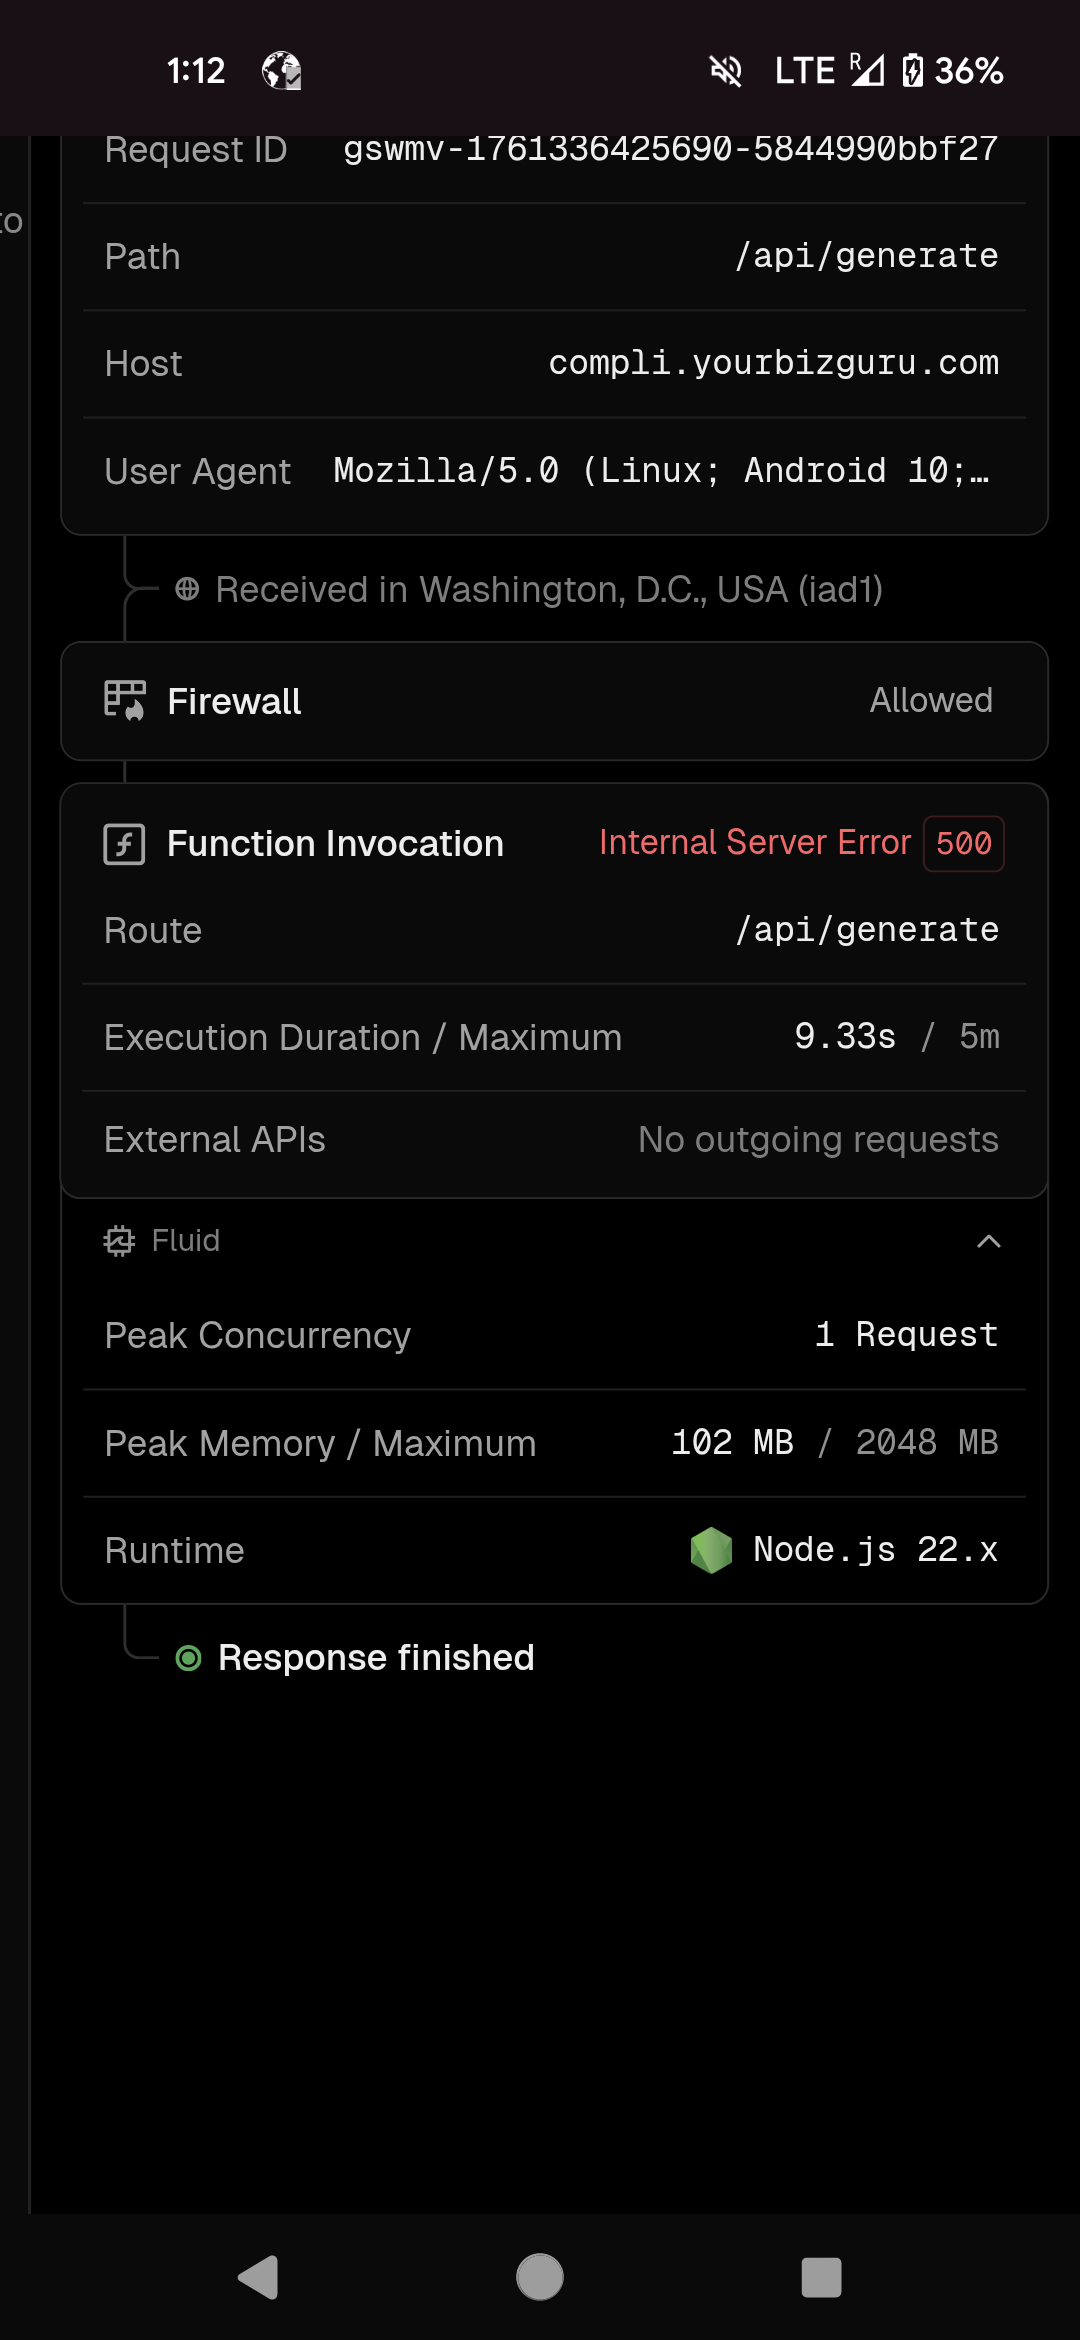 1:12 LTE R 36%
Request ID gswmv-1761336425690-5844990bbf27
to
Path /api/generate
Host compli.yourbizguru.com
User Agent Mozilla/5.0 (Linux; Android 10;…
Received in Washington, D.C., USA (iad1)
Firewall Allowed
Function Invocation Internal Server Error 500
Route /api/generate
Execution Duration / Maximum 9.33s / 5m
External APIs No outgoing requests
Fluid
Peak Concurrency 1 Request
Peak Memory / Maximum 102 MB / 2048 MB
Runtime Node.js 22.x
Response finished